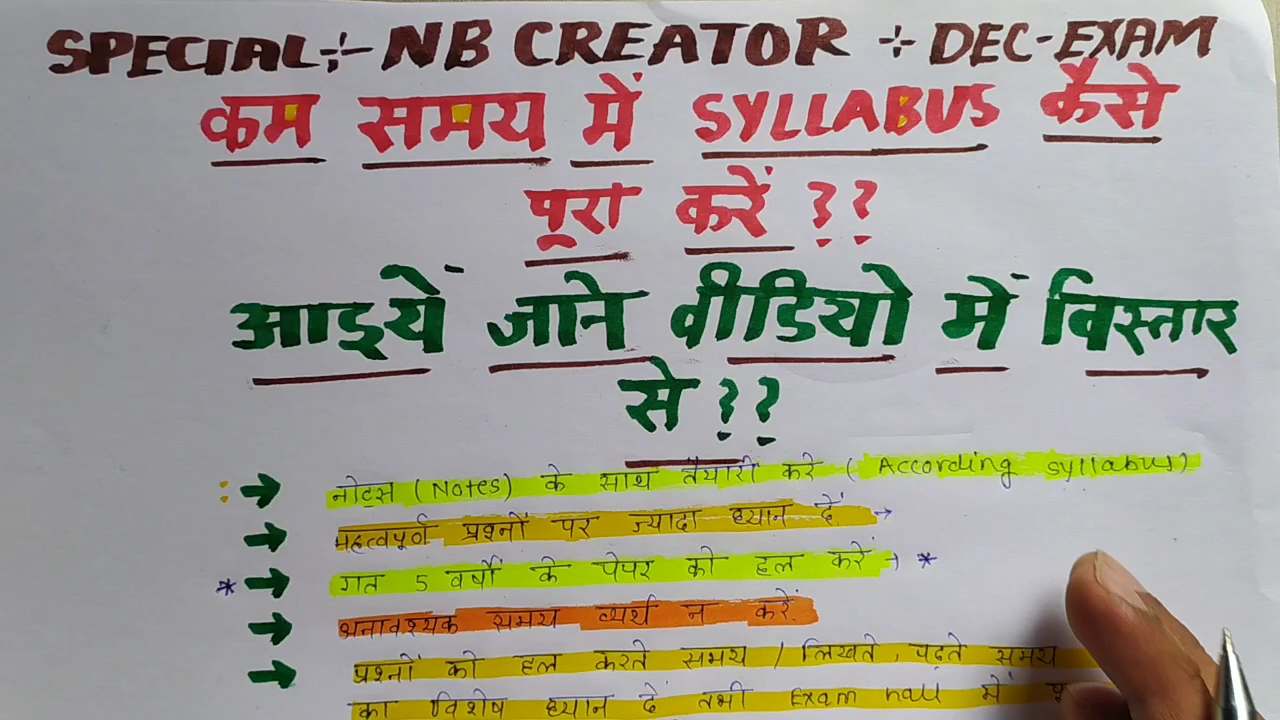 SPECIAL÷ NB CREATOR ÷ DEC-EXAM
कम समय में SYLLABUS कैसे
पूरा करें ??
आइयें जाने वीडियो में विस्तार
से ??
: → नोट्स (Notes) के साथ तैयारी करे ( According syllabus)
→ महत्वपूर्ण प्रश्नों पर ज्यादा ध्यान दें →
* → गत 5 वर्षों के पेपर को हल करें → *
→ अनावश्यक समय व्यर्थ न करें.
→ प्रश्नों को हल करते समय / लिखते, पढ़ते समय
का विशेष ध्यान दें तभी Exam hall में